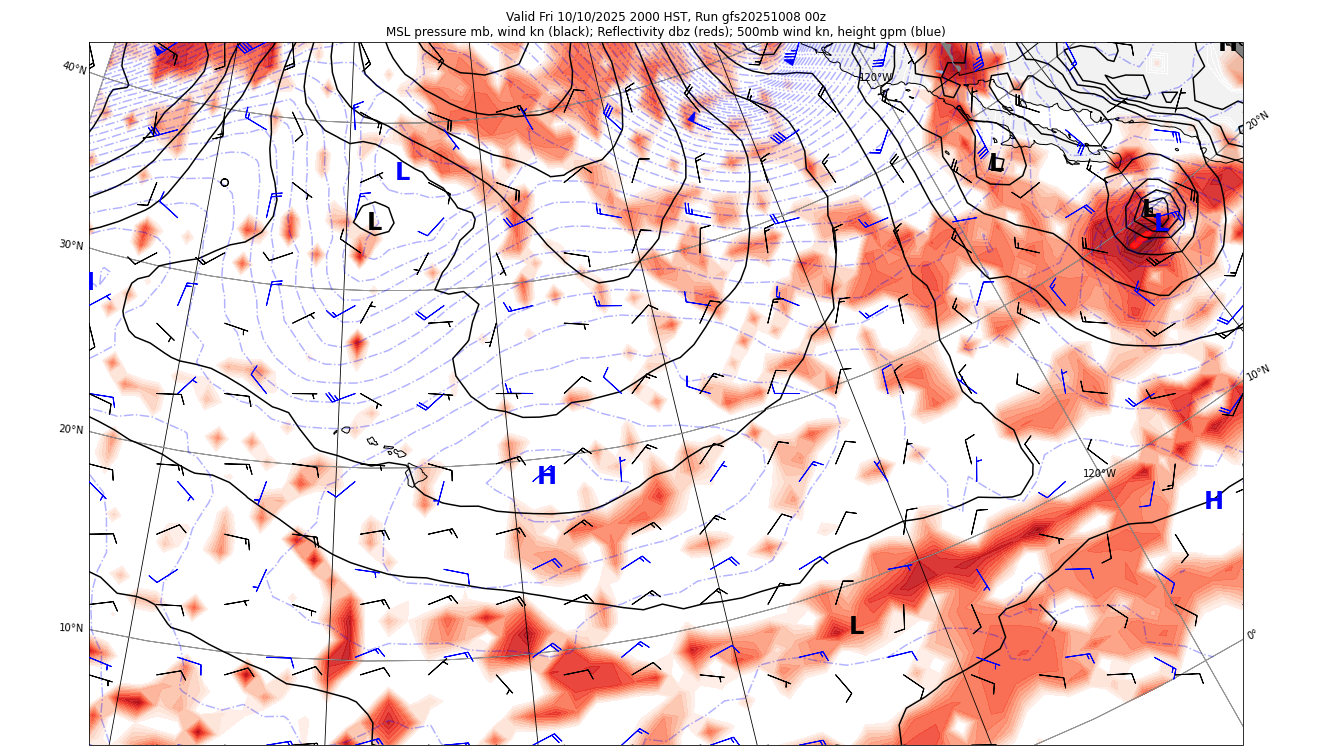 Valid Fri 10/10/2025 2000 HST, Run gfs20251008 00z
MSL pressure mb, wind kn (black); Reflectivity dbz (reds); 500mb wind kn, height gpm (blue)
H
40°N
120°W
20°N
L
L
L
L
L
30°N
10°N
20°N
H
120°W
H
10°N
L
0°